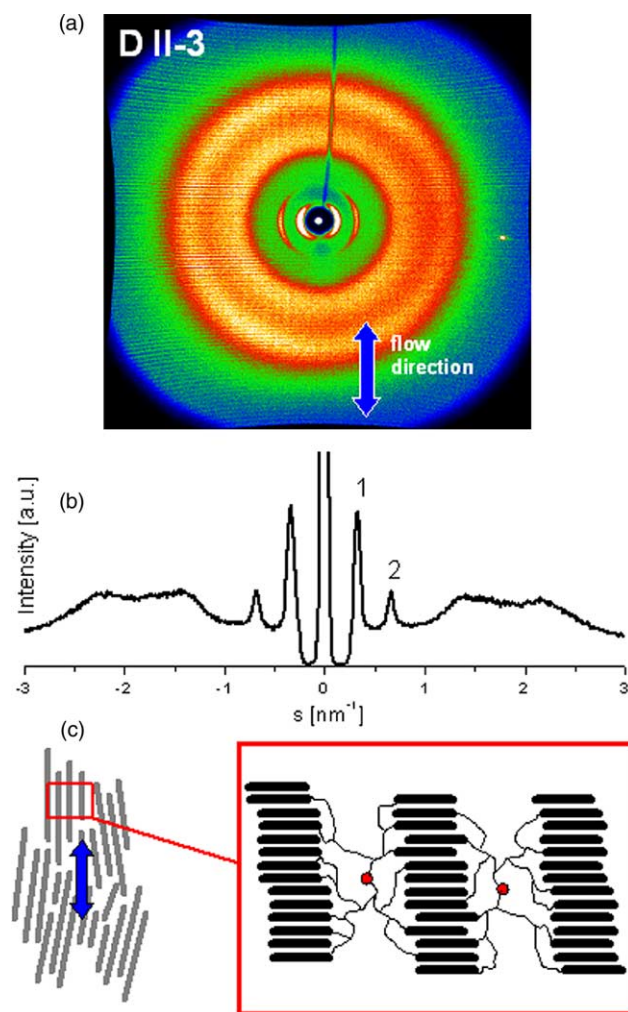 (a)
D II-3
flow
direction
(b)
Intensity [a.u.]
1
2
-3 -2 -1 0 1 2 3
s [nm⁻¹]
(c)